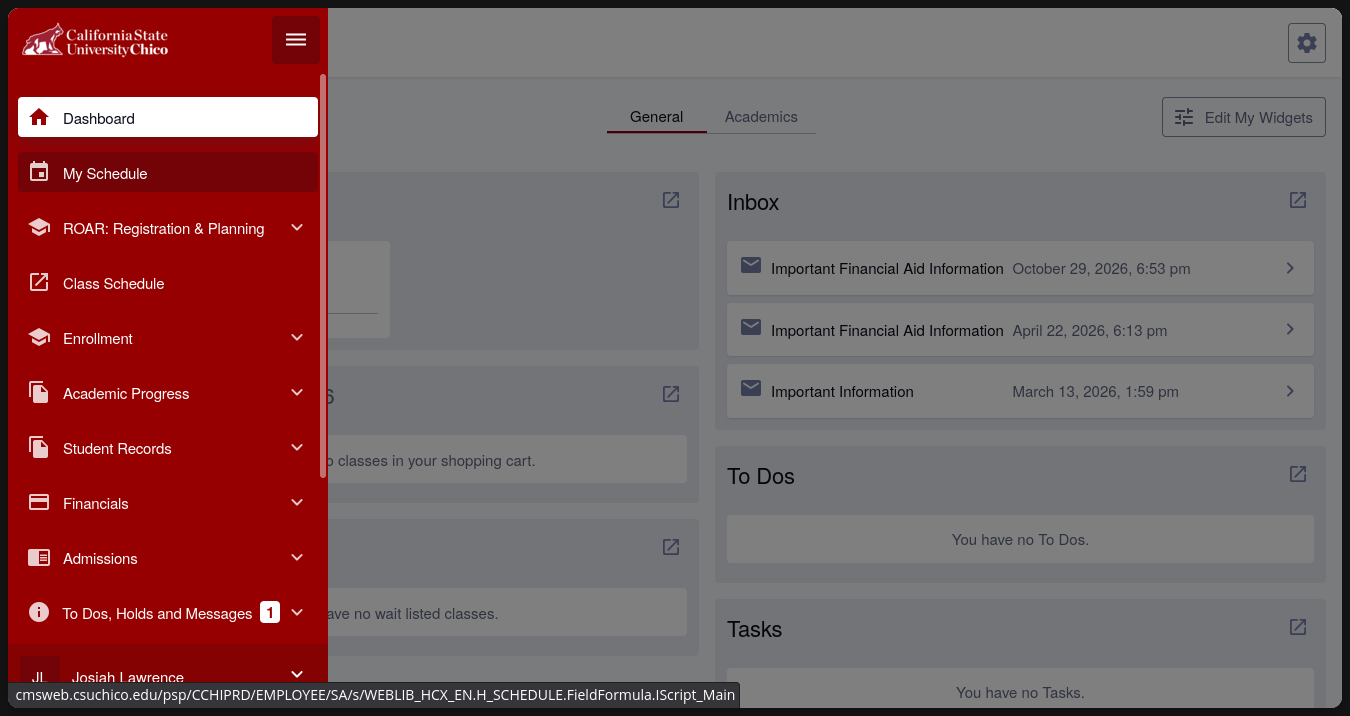 California State
University Chico
Dashboard
My Schedule
ROAR: Registration & Planning
Class Schedule
Enrollment
Academic Progress
Student Records
Financials
Admissions
To Dos, Holds and Messages 1
JL Josiah Lawrence
General Academics
Edit My Widgets
6
o classes in your shopping cart.
ave no wait listed classes.
Inbox
Important Financial Aid Information October 29, 2026, 6:53 pm
Important Financial Aid Information April 22, 2026, 6:13 pm
Important Information March 13, 2026, 1:59 pm
To Dos
You have no To Dos.
Tasks
You have no Tasks.
cmsweb.csuchico.edu/psp/CCHIPRD/EMPLOYEE/SA/s/WEBLIB_HCX_EN.H_SCHEDULE.FieldFormula.IScript_Main